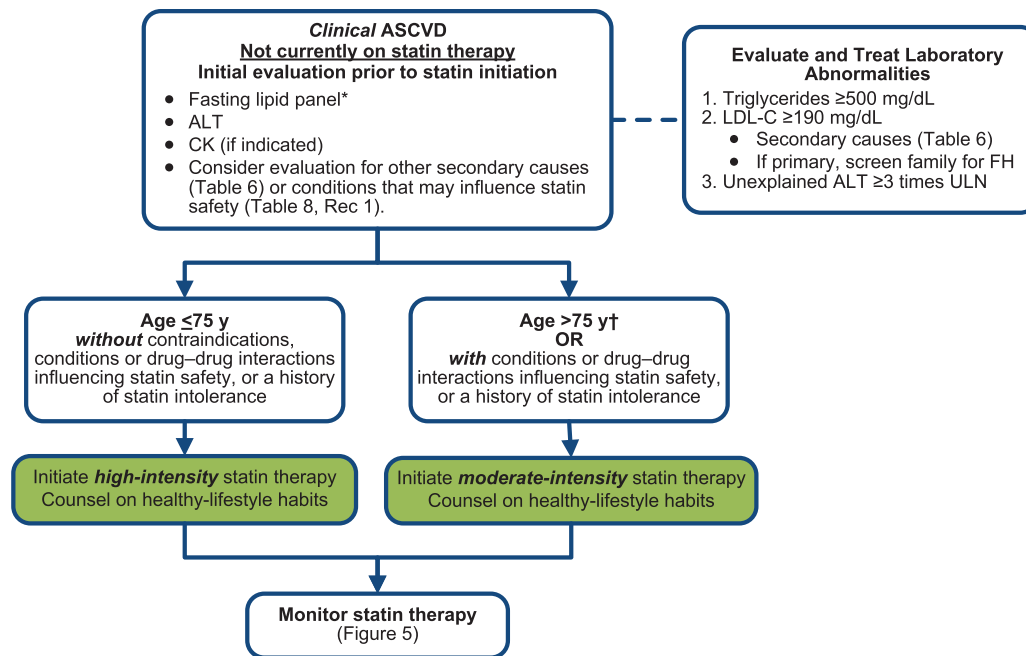 Clinical ASCVD
Not currently on statin therapy
Initial evaluation prior to statin initiation
● Fasting lipid panel*
● ALT
● CK (if indicated)
● Consider evaluation for other secondary causes
(Table 6) or conditions that may influence statin
safety (Table 8, Rec 1).
Evaluate and Treat Laboratory
Abnormalities
1. Triglycerides ≥500 mg/dL
2. LDL-C ≥190 mg/dL
● Secondary causes (Table 6)
● If primary, screen family for FH
3. Unexplained ALT ≥3 times ULN
Age ≤75 y
without contraindications,
conditions or drug–drug interactions
influencing statin safety, or a history
of statin intolerance
Age >75 y†
OR
with conditions or drug–drug
interactions influencing statin safety,
or a history of statin intolerance
Initiate high-intensity statin therapy
Counsel on healthy-lifestyle habits
Initiate moderate-intensity statin therapy
Counsel on healthy-lifestyle habits
Monitor statin therapy
(Figure 5)